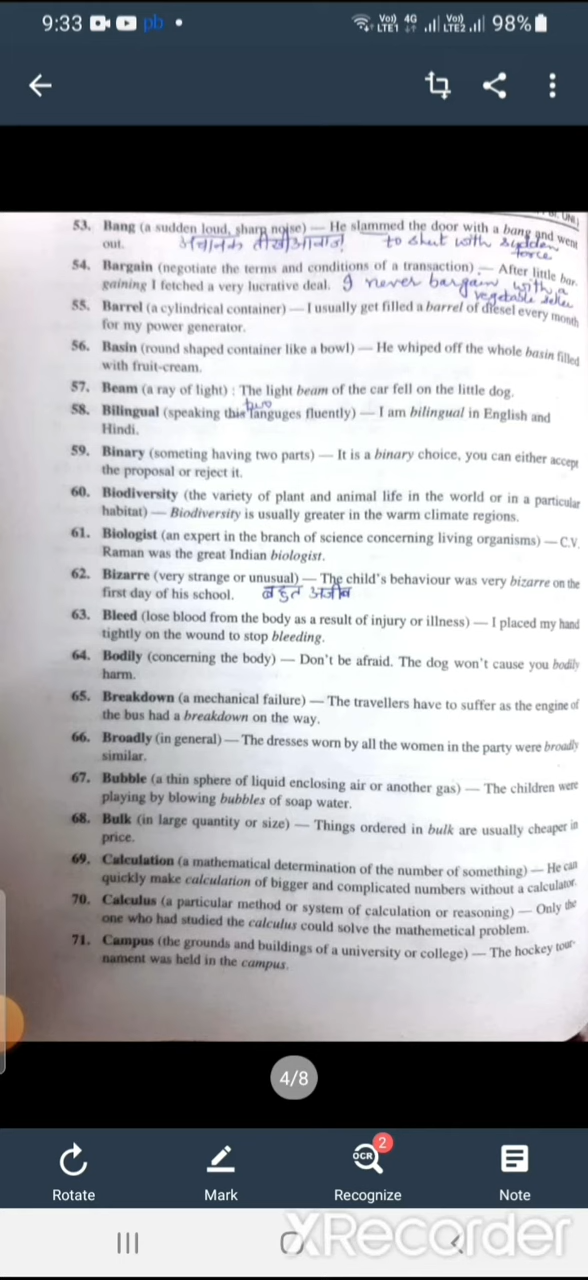 9:33 pb • Vo)) LTE1 4G Vo)) LTE2 98%
53. Bang (a sudden loud, sharp noise) — He slammed the door with a bang and went
out. अचानक तीखी आवाज! to shut with sudden force
54. Bargain (negotiate the terms and conditions of a transaction) — After little bar-
gaining I fetched a very lucrative deal. I never bargain with a vegetable seller
55. Barrel (a cylindrical container) — I usually get filled a barrel of diesel every month
for my power generator.
56. Basin (round shaped container like a bowl) — He whiped off the whole basin filled
with fruit-cream.
57. Beam (a ray of light) : The light beam of the car fell on the little dog.
two
58. Bilingual (speaking this languges fluently) — I am bilingual in English and
Hindi.
59. Binary (someting having two parts) — It is a binary choice, you can either accept
the proposal or reject it.
60. Biodiversity (the variety of plant and animal life in the world or in a particular
habitat) — Biodiversity is usually greater in the warm climate regions.
61. Biologist (an expert in the branch of science concerning living organisms) — C.V.
Raman was the great Indian biologist.
62. Bizarre (very strange or unusual) — The child's behaviour was very bizarre on the
first day of his school. बहुत अजीब
63. Bleed (lose blood from the body as a result of injury or illness) — I placed my hand
tightly on the wound to stop bleeding.
64. Bodily (concerning the body) — Don't be afraid. The dog won't cause you bodily
harm.
65. Breakdown (a mechanical failure) — The travellers have to suffer as the engine of
the bus had a breakdown on the way.
66. Broadly (in general) — The dresses worn by all the women in the party were broadly
similar.
67. Bubble (a thin sphere of liquid enclosing air or another gas) — The children were
playing by blowing bubbles of soap water.
68. Bulk (in large quantity or size) — Things ordered in bulk are usually cheaper in
price.
69. Calculation (a mathematical determination of the number of something) — He can
quickly make calculation of bigger and complicated numbers without a calculator.
70. Calculus (a particular method or system of calculation or reasoning) — Only the
one who had studied the calculus could solve the mathemetical problem.
71. Campus (the grounds and buildings of a university or college) — The hockey tour-
nament was held in the campus.
4/8
OCR 2
Rotate Mark Recognize Note
XRecorder